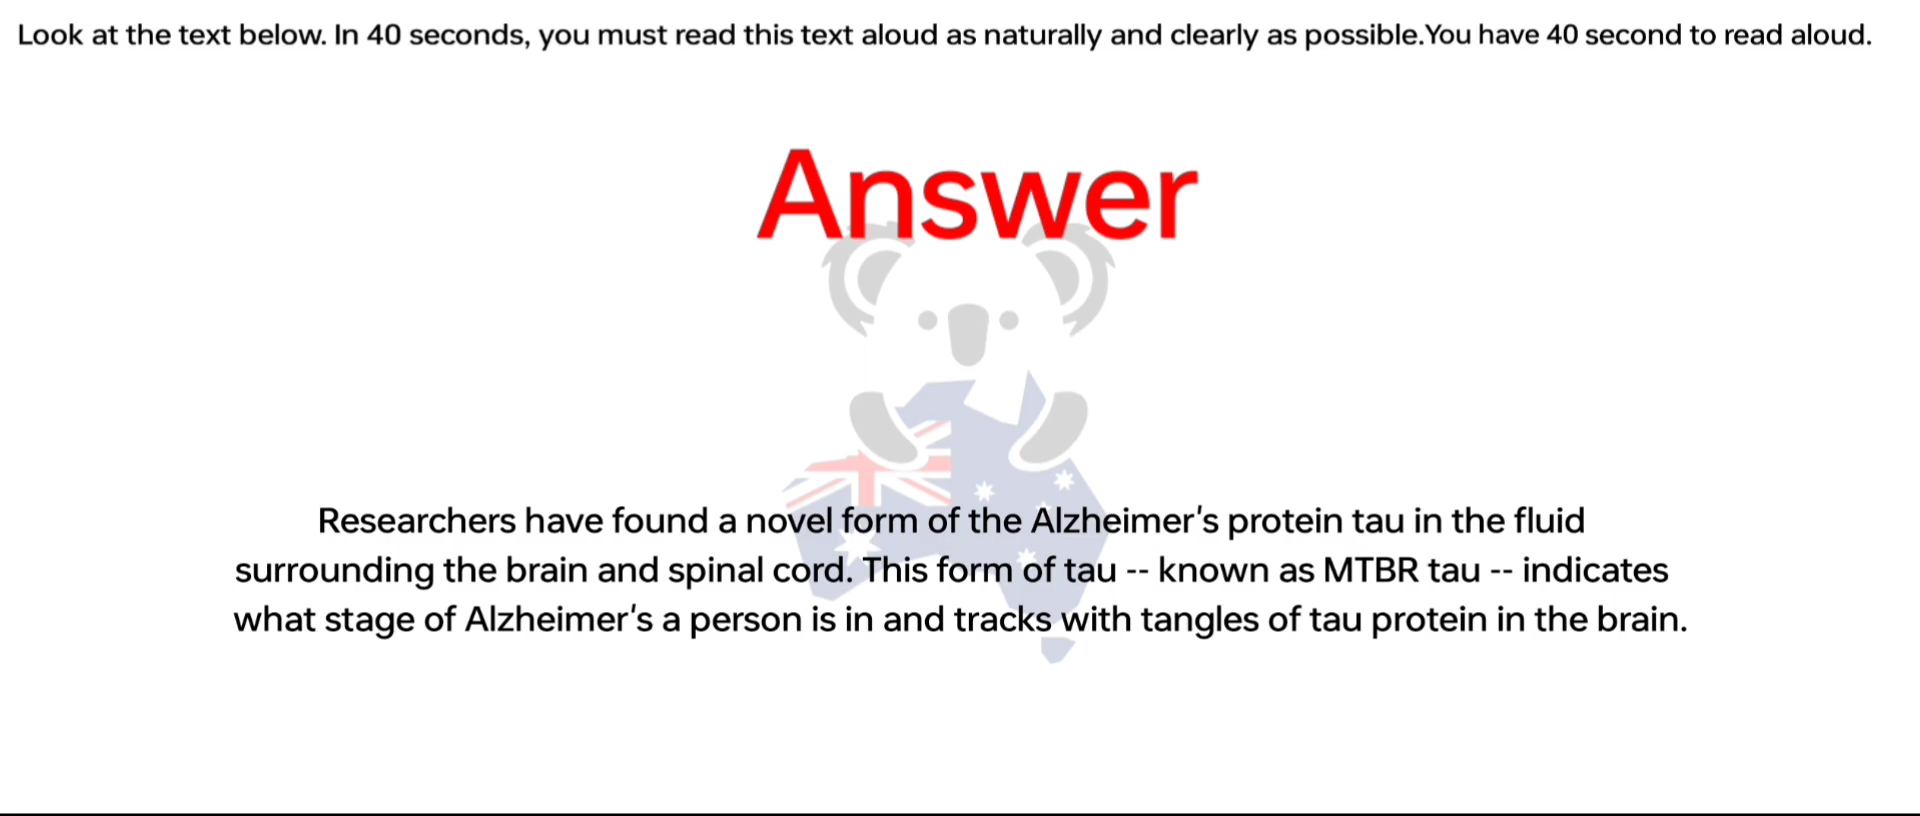 Look at the text below. In 40 seconds, you must read this text aloud as naturally and clearly as possible.You have 40 second to read aloud.
Answer
Researchers have found a novel form of the Alzheimer's protein tau in the fluid
surrounding the brain and spinal cord. This form of tau -- known as MTBR tau -- indicates
what stage of Alzheimer's a person is in and tracks with tangles of tau protein in the brain.